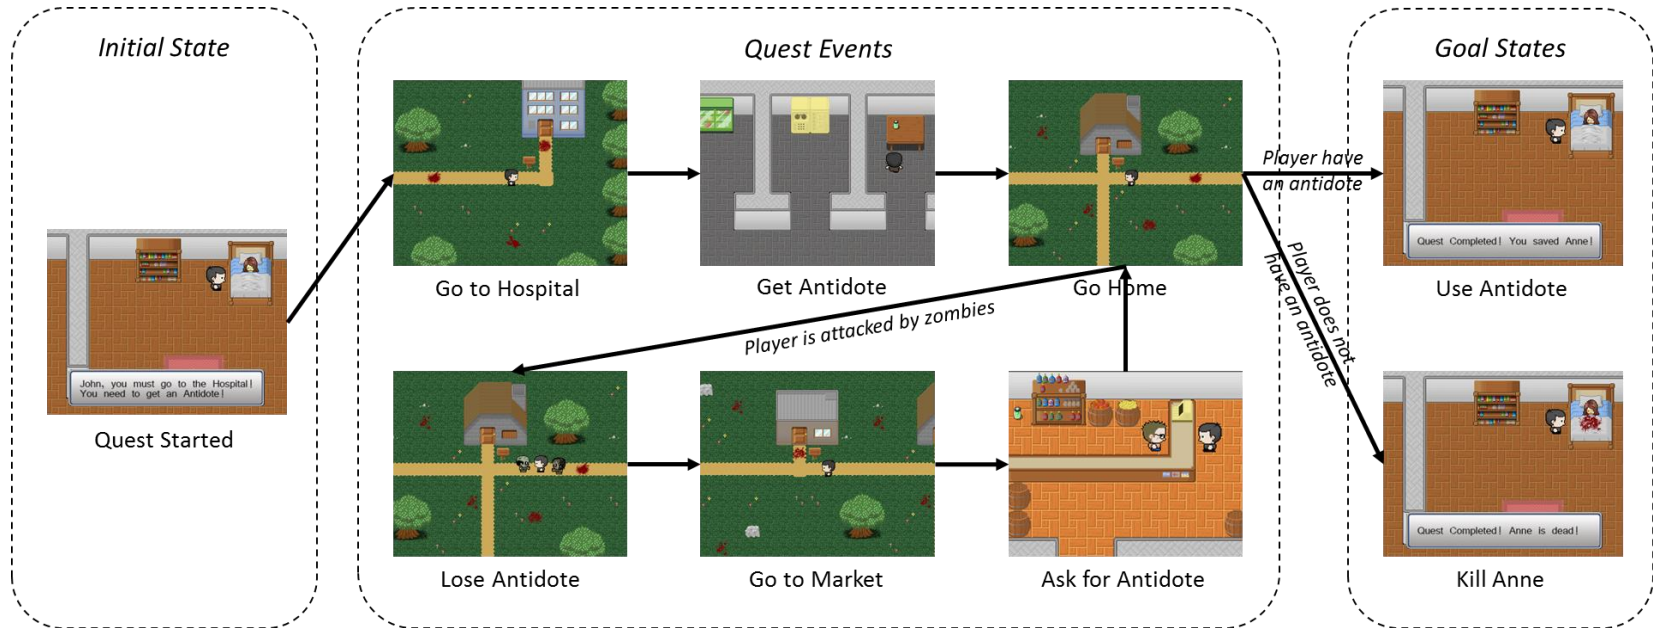 Initial State
Quest Events
Goal States
Go to Hospital
Get Antidote
Go Home
Player have
an antidote
Quest Completed! You saved Anne!
Use Antidote
John, you must go to the Hospital!
You need to get an Antidote!
Quest Started
Player is attacked by zombies
Player does not
have an antidote
Lose Antidote
Go to Market
Ask for Antidote
Quest Completed! Anne is dead!
Kill Anne